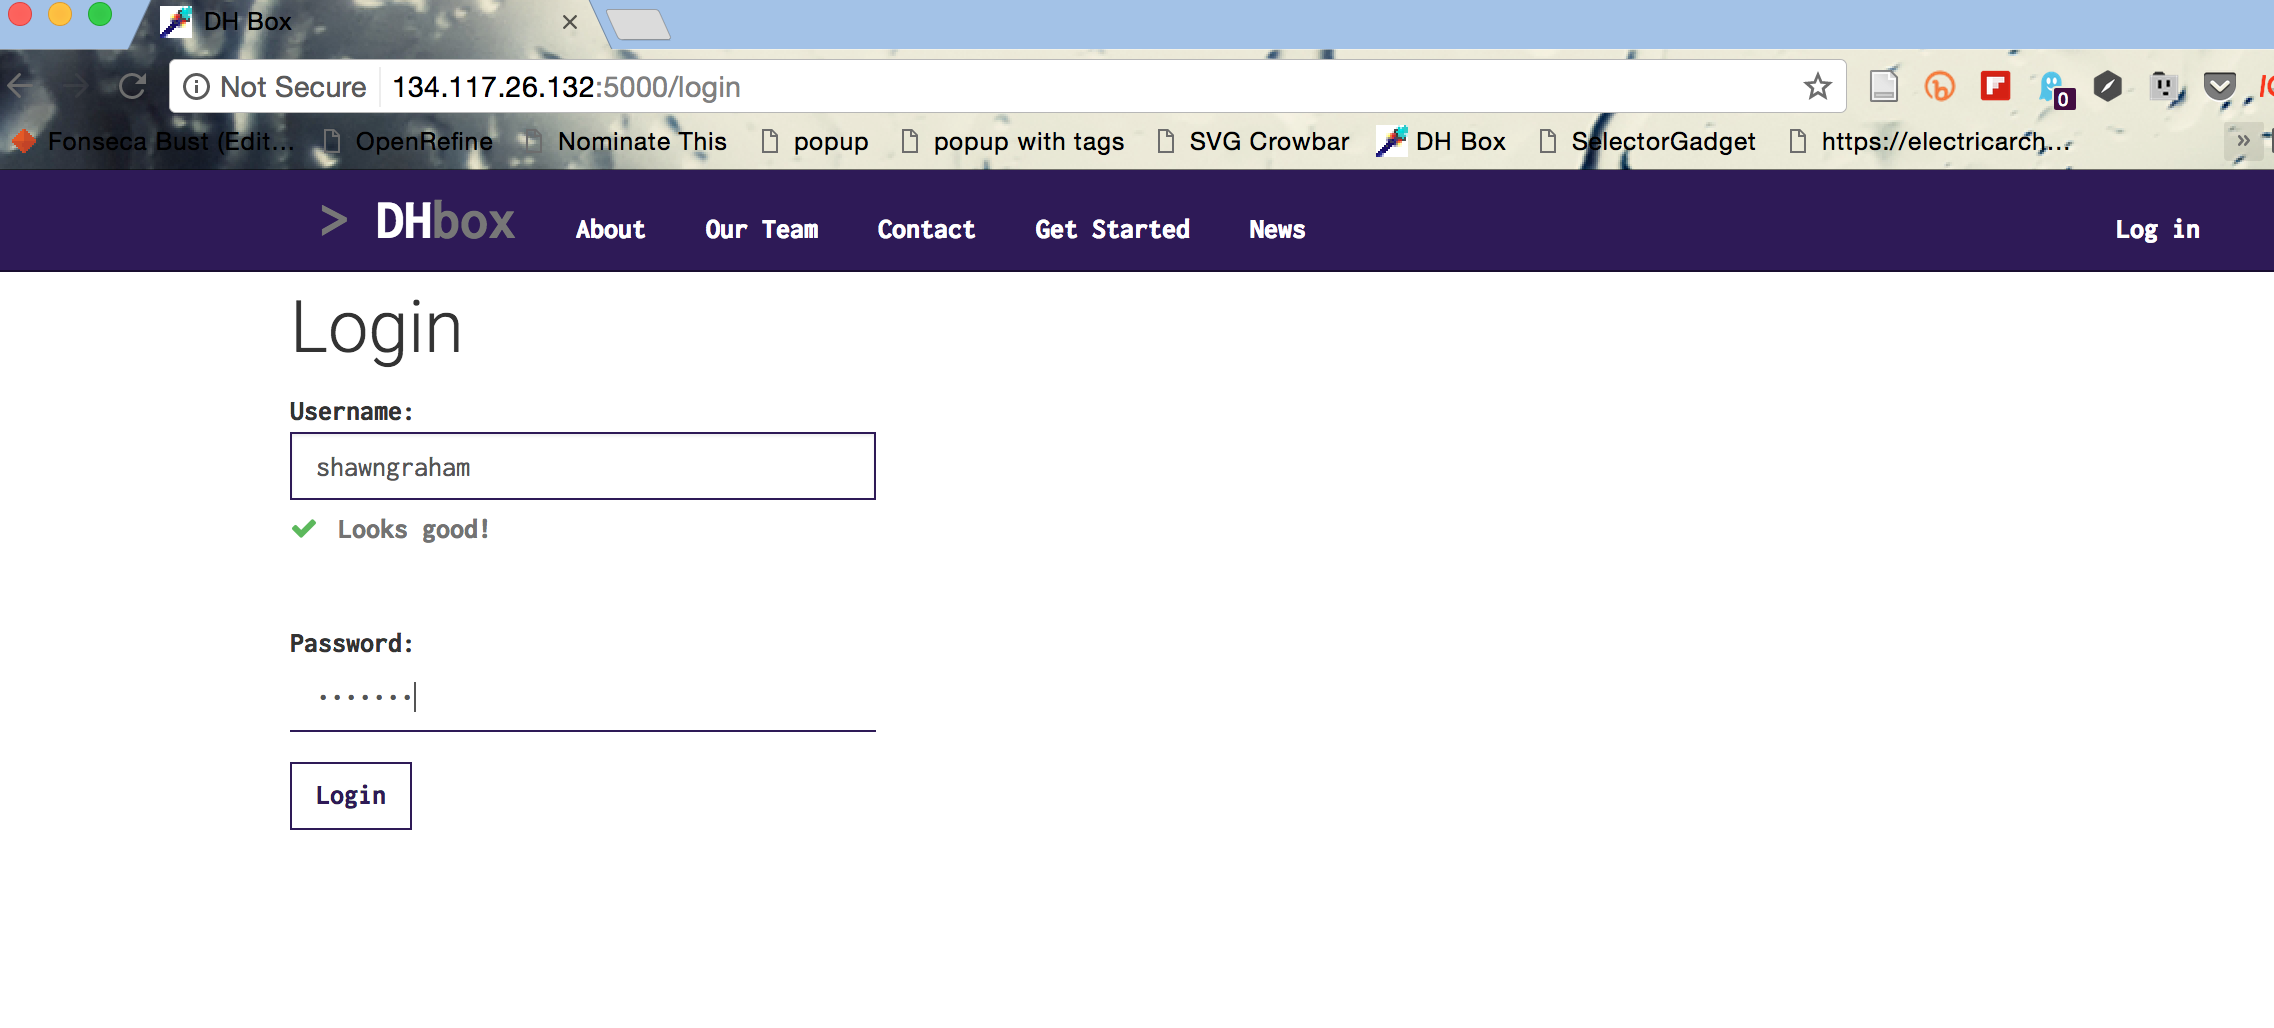 DH Box
Not Secure 134.117.26.132:5000/login
0
Fonseca Bust (Edit... OpenRefine Nominate This popup popup with tags SVG Crowbar DH Box SelectorGadget https://electricarch... »
> DHbox About Our Team Contact Get Started News Log in
Login
Username:
shawngraham
Looks good!
Password:
•••••••
Login